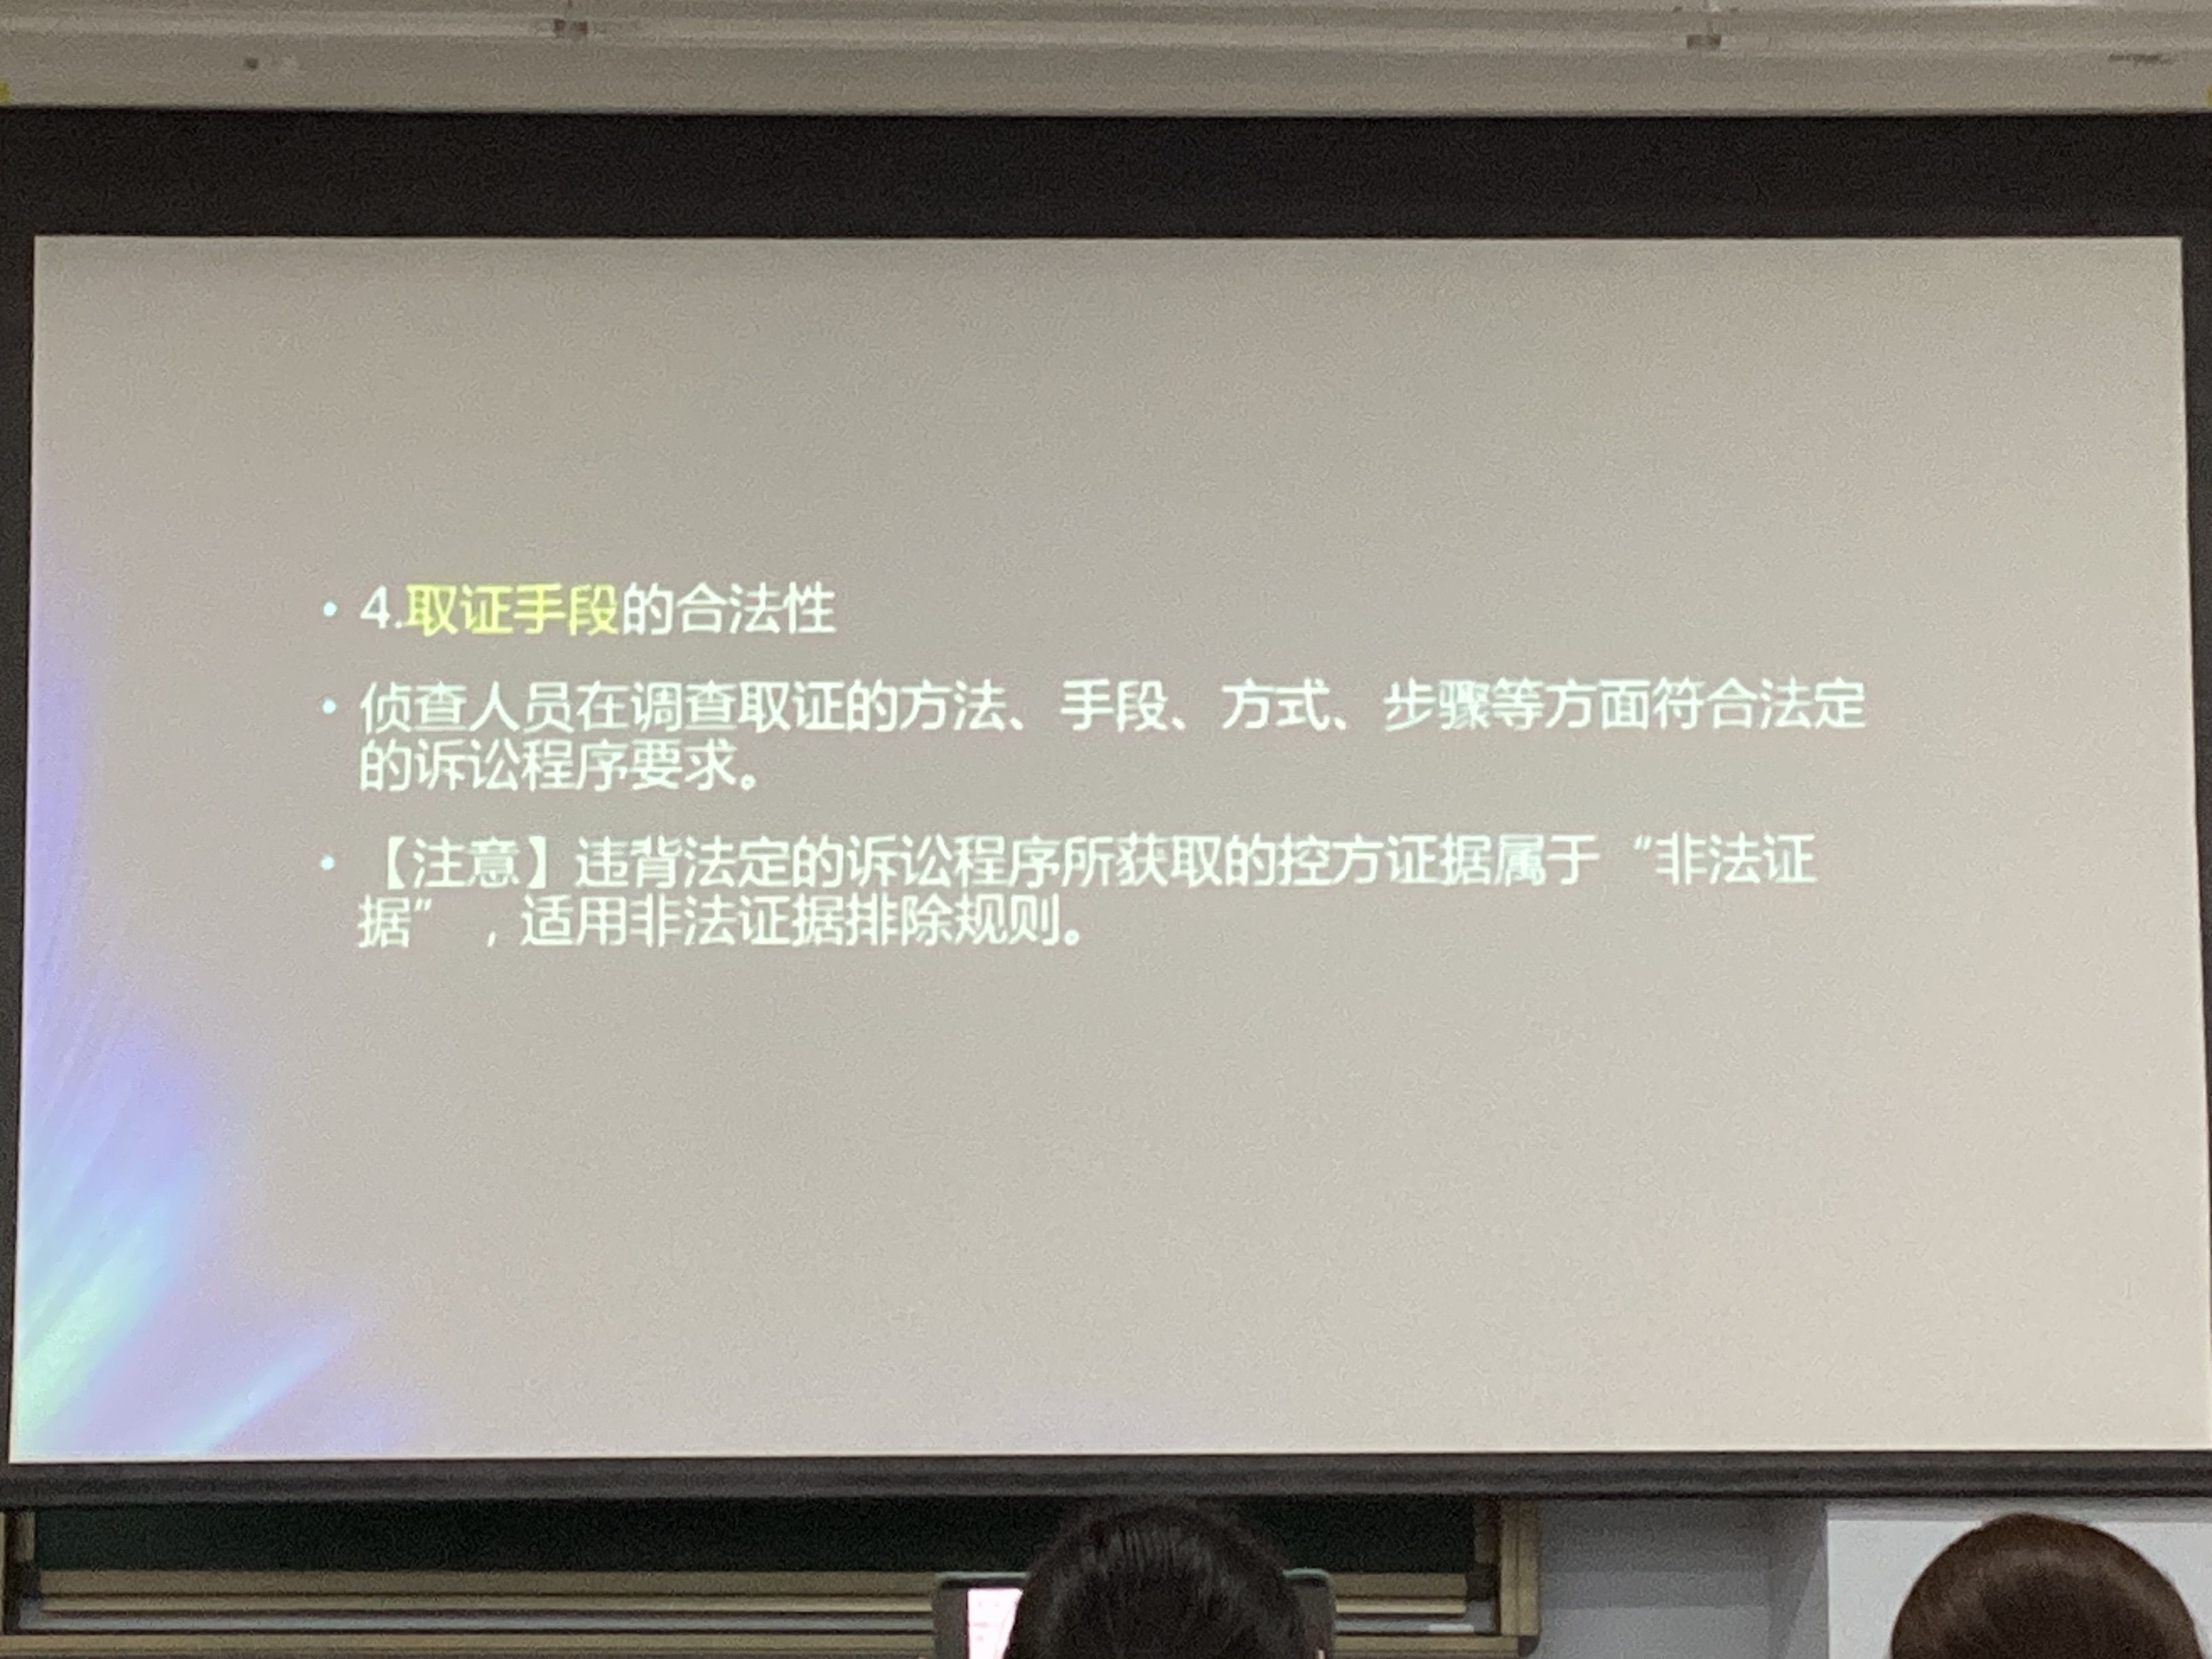 • 4.取证手段的合法性
• 侦查人员在调查取证的方法、手段、方式、步骤等方面符合法定
的诉讼程序要求。
• 【注意】违背法定的诉讼程序所获取的控方证据属于“非法证
据”，适用非法证据排除规则。